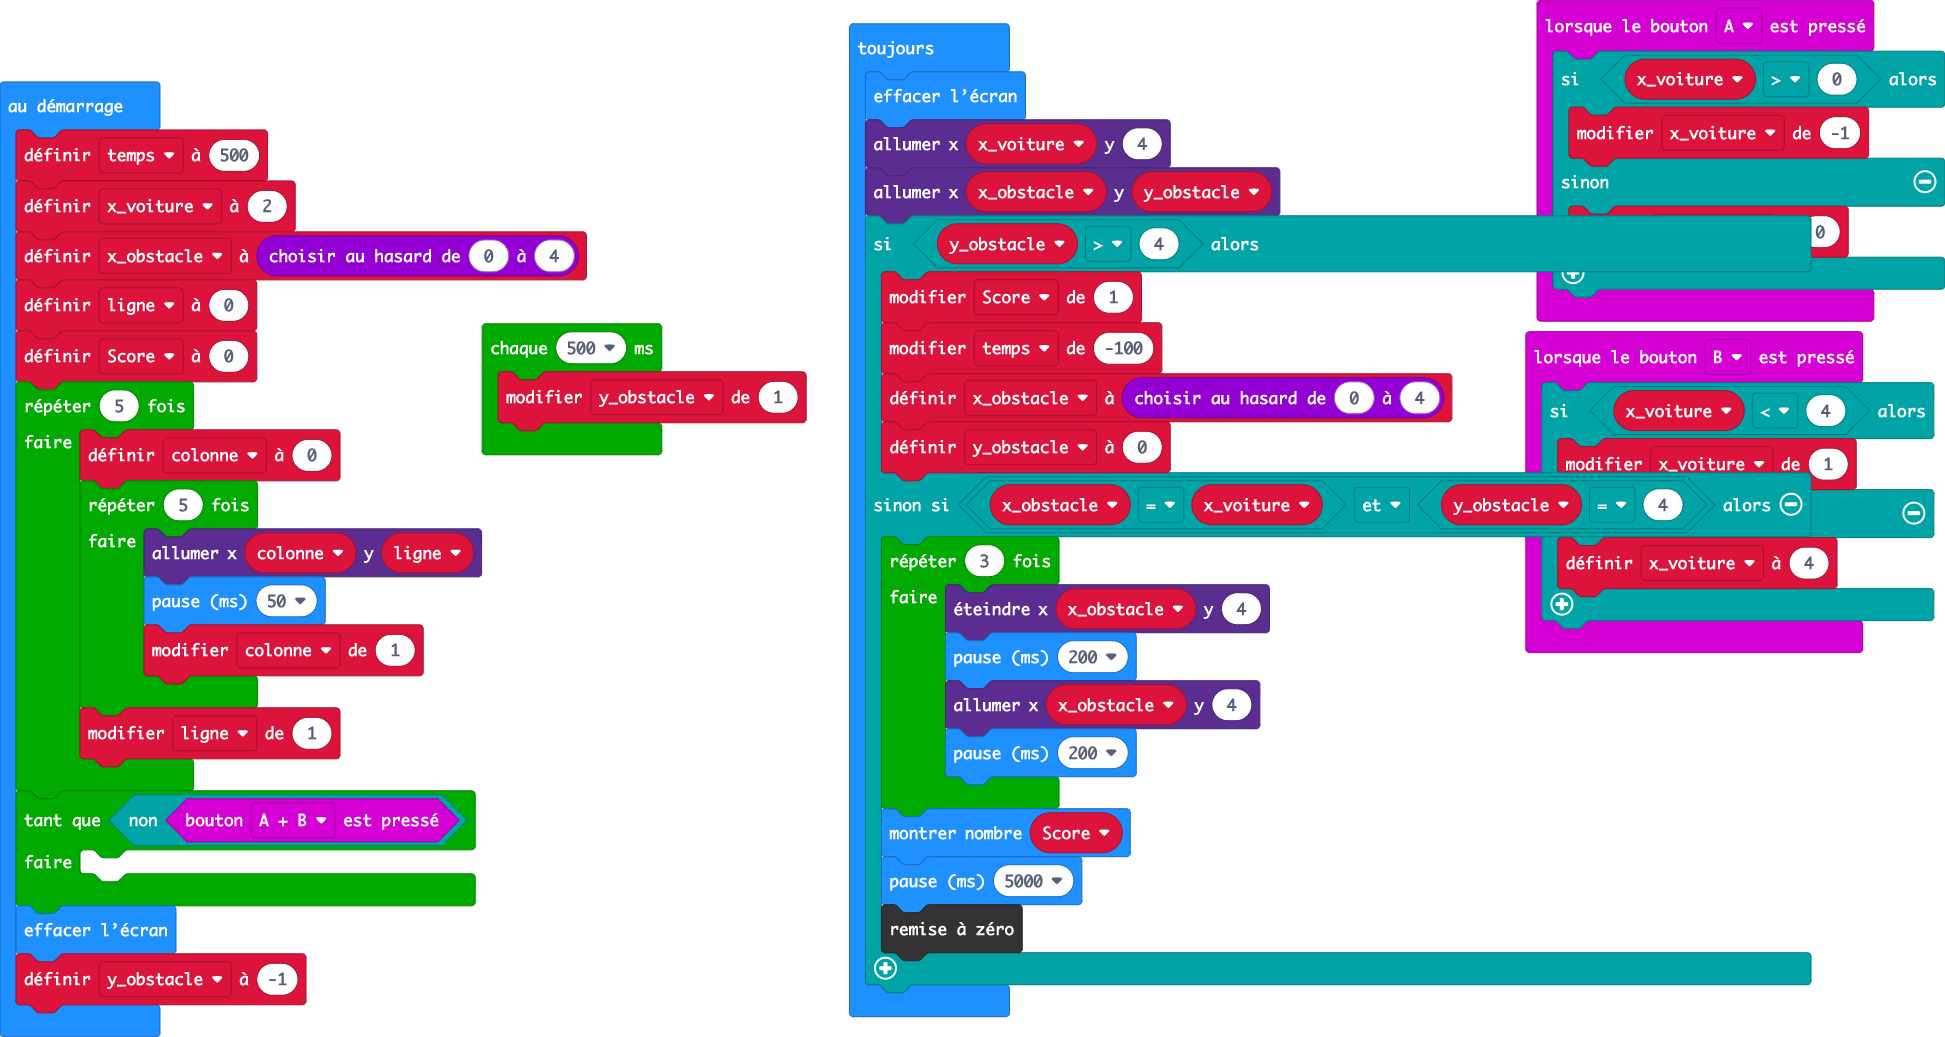 au démarrage
définir temps à 500
définir x_voiture à 2
définir x_obstacle à choisir au hasard de 0 à 4
définir ligne à 0
définir Score à 0
répéter 5 fois
faire
définir colonne à 0
répéter 5 fois
faire
allumer x colonne y ligne
pause (ms) 50
modifier colonne de 1
modifier ligne de 1
tant que non bouton A + B est pressé
faire
effacer l'écran
définir y_obstacle à -1
chaque 500 ms
modifier y_obstacle de 1
toujours
effacer l'écran
allumer x x_voiture y 4
allumer x x_obstacle y y_obstacle
si y_obstacle > 4 alors
modifier Score de 1
modifier temps de -100
définir x_obstacle à choisir au hasard de 0 à 4
définir y_obstacle à 0
sinon si x_obstacle = x_voiture et y_obstacle = 4 alors
répéter 3 fois
faire
éteindre x x_obstacle y 4
pause (ms) 200
allumer x x_obstacle y 4
pause (ms) 200
montrer nombre Score
pause (ms) 5000
remise à zéro
lorsque le bouton A est pressé
si x_voiture > 0 alors
modifier x_voiture de -1
sinon
0
lorsque le bouton B est pressé
si x_voiture < 4 alors
modifier x_voiture de 1
définir x_voiture à 4